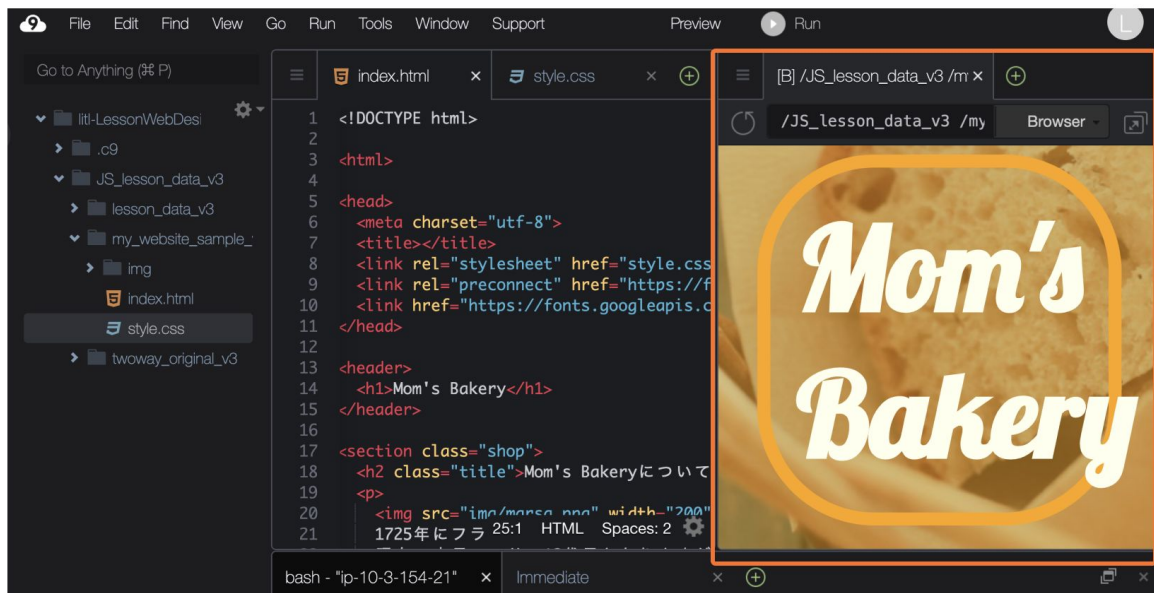 9 File Edit Find View Go Run Tools Window Support Preview Run L
Go to Anything (⌘ P)
litl-LessonWebDesi
.c9
JS_lesson_data_v3
lesson_data_v3
my_website_sample_
img
index.html
style.css
twoway_original_v3
index.html × style.css ×
1 <!DOCTYPE html>
2
3 <html>
4
5 <head>
6 <meta charset="utf-8">
7 <title></title>
8 <link rel="stylesheet" href="style.css
9 <link rel="preconnect" href="https://f
10 <link href="https://fonts.googleapis.c
11 </head>
12
13 <header>
14 <h1>Mom's Bakery</h1>
15 </header>
16
17 <section class="shop">
18 <h2 class="title">Mom's Bakeryについて
19 <p>
20 <img src="img/marsa.png" width="200"
21 1725年にフラ
25:1 HTML Spaces: 2
[B] /JS_lesson_data_v3 /m ×
/JS_lesson_data_v3 /my Browser
Mom's
Bakery
bash - "ip-10-3-154-21" × Immediate ×